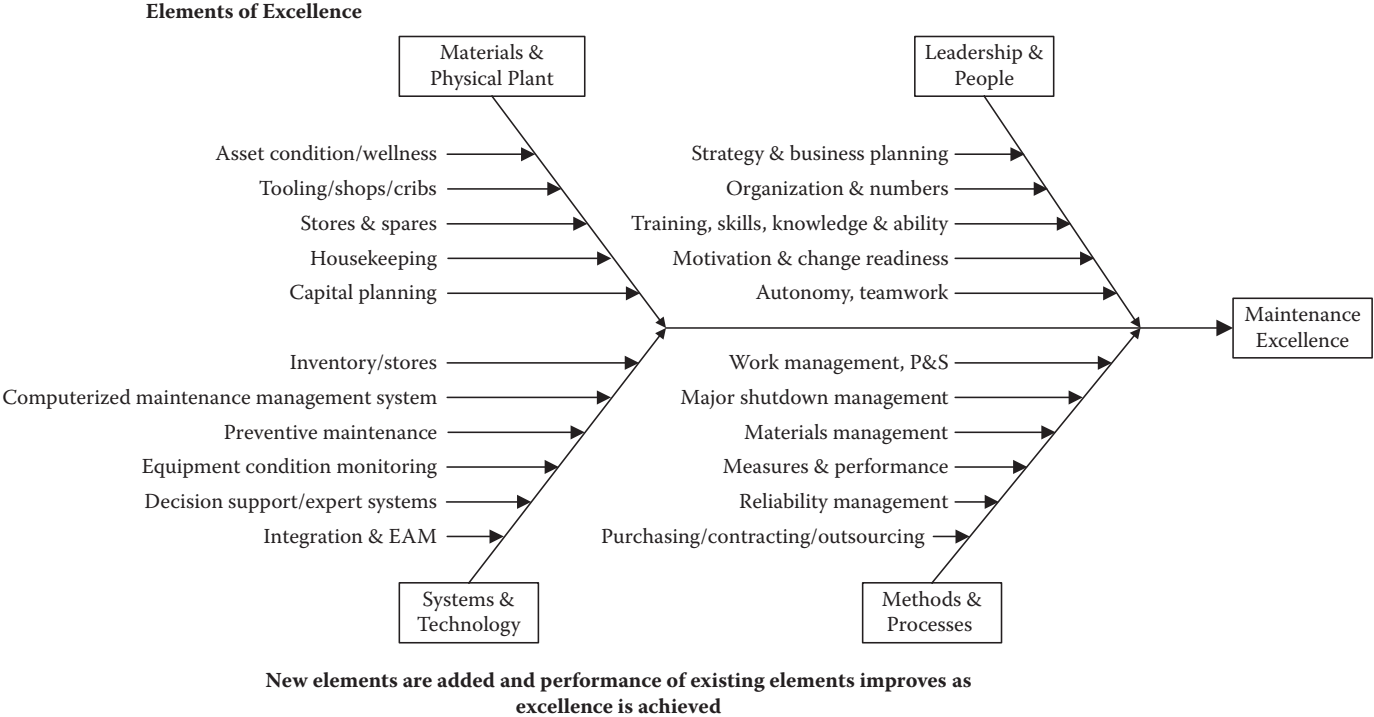 Elements of Excellence
Materials &
Physical Plant
Asset condition/wellness
Tooling/shops/cribs
Stores & spares
Housekeeping
Capital planning
Leadership &
People
Strategy & business planning
Organization & numbers
Training, skills, knowledge & ability
Motivation & change readiness
Autonomy, teamwork
Maintenance
Excellence
Inventory/stores
Computerized maintenance management system
Preventive maintenance
Equipment condition monitoring
Decision support/expert systems
Integration & EAM
Systems &
Technology
Work management, P&S
Major shutdown management
Materials management
Measures & performance
Reliability management
Purchasing/contracting/outsourcing
Methods &
Processes
New elements are added and performance of existing elements improves as
excellence is achieved